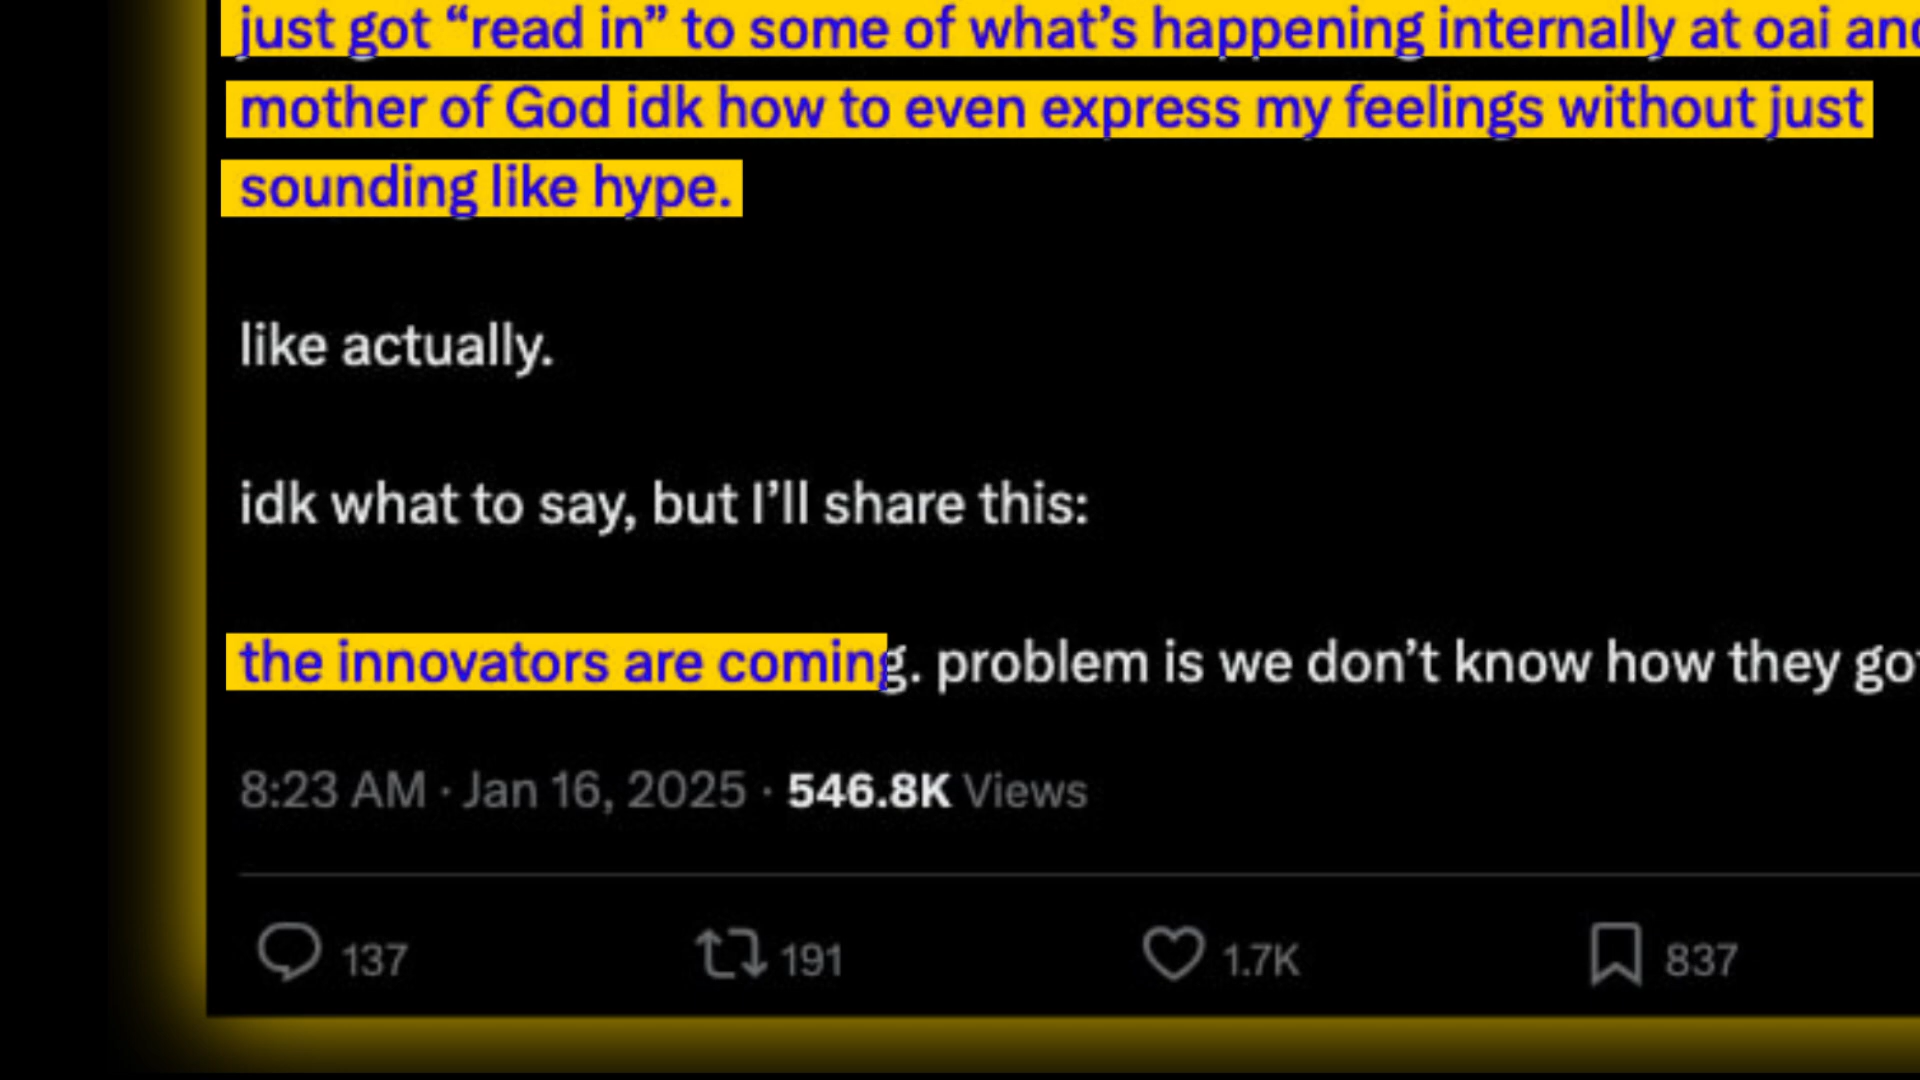 just got “read in” to some of what’s happening internally at oai and
mother of God idk how to even express my feelings without just
sounding like hype.
like actually.
idk what to say, but I’ll share this:
the innovators are coming. problem is we don’t know how they got
8:23 AM · Jan 16, 2025 · 546.8K Views
137 191 1.7K 837